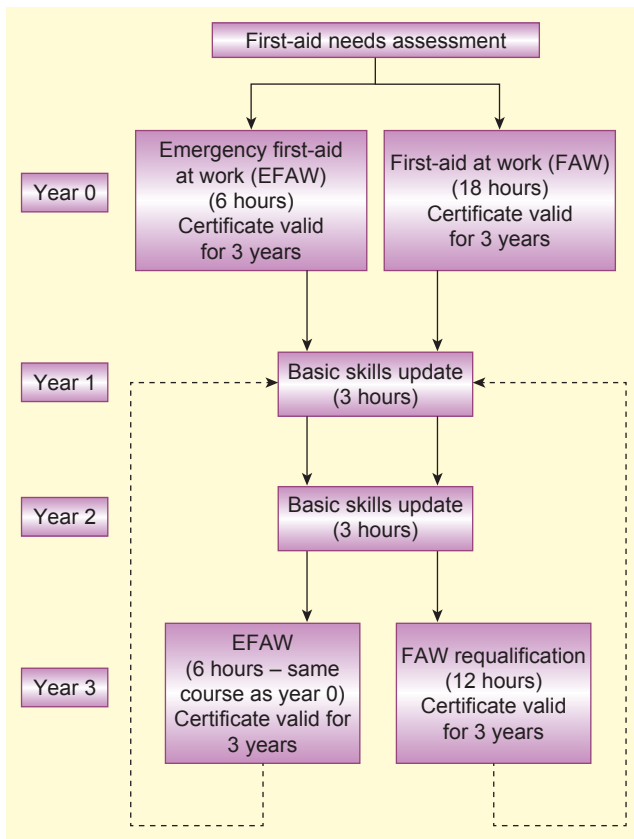 First-aid needs assessment
Year 0
Emergency first-aid
at work (EFAW)
(6 hours)
Certificate valid
for 3 years
First-aid at work (FAW)
(18 hours)
Certificate valid
for 3 years
Year 1
Basic skills update
(3 hours)
Year 2
Basic skills update
(3 hours)
Year 3
EFAW
(6 hours – same
course as year 0)
Certificate valid for
3 years
FAW requalification
(12 hours)
Certificate valid
for 3 years